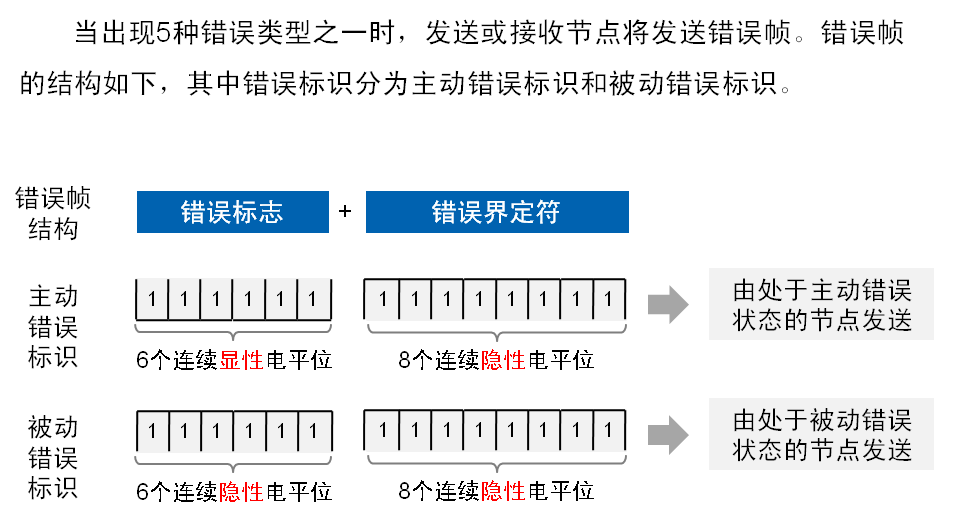 当出现5种错误类型之一时，发送或接收节点将发送错误帧。错误帧
的结构如下，其中错误标识分为主动错误标识和被动错误标识。
错误帧
结构
错误标志 + 错误界定符
主动
错误
标识
1 1 1 1 1 1
1 1 1 1 1 1 1 1
6个连续显性电平位
8个连续隐性电平位
由处于主动错误
状态的节点发送
被动
错误
标识
1 1 1 1 1 1
1 1 1 1 1 1 1 1
6个连续隐性电平位
8个连续隐性电平位
由处于被动错误
状态的节点发送